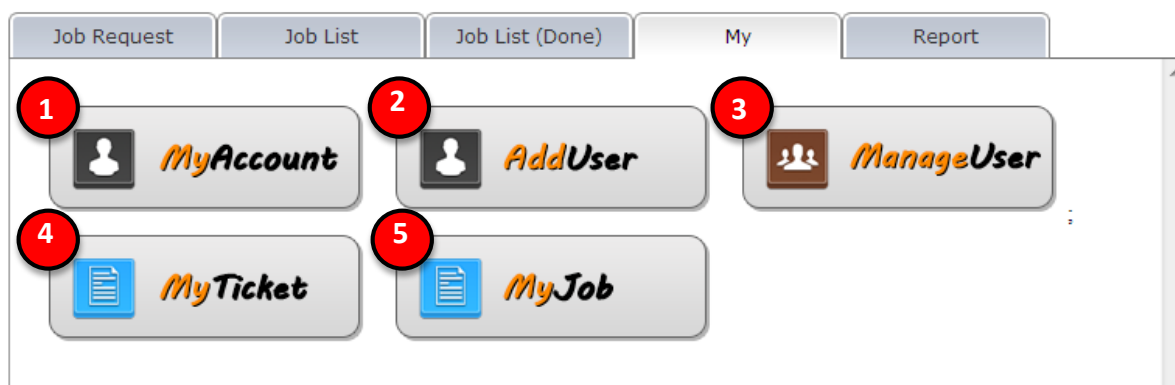 Job Request Job List Job List (Done) My Report
1 2 3
MyAccount AddUser ManageUser
;
4 5
MyTicket MyJob